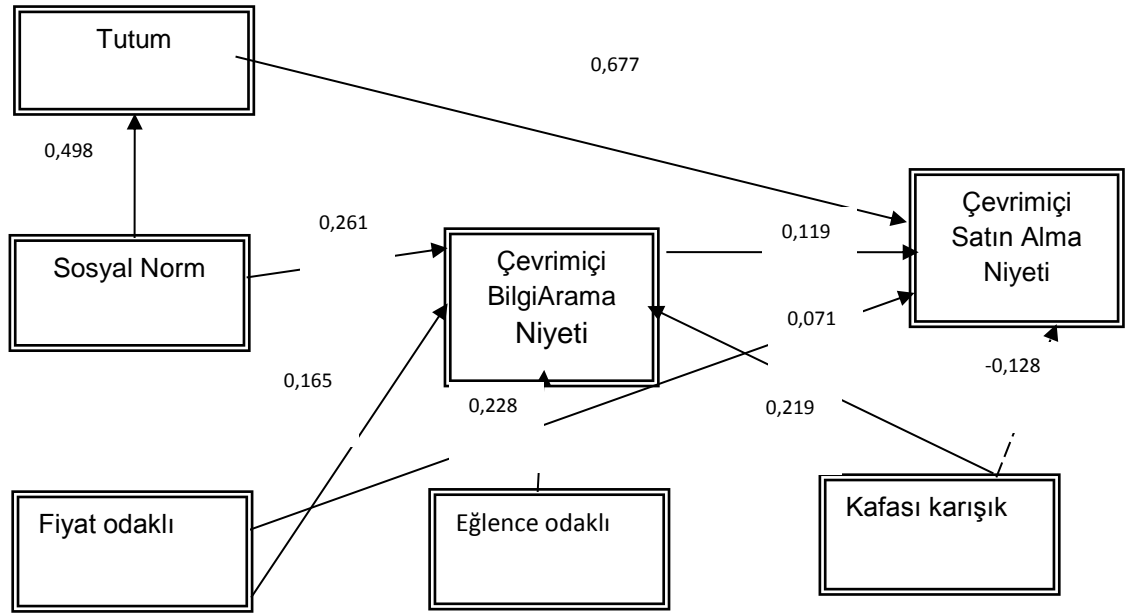 Tutum
0,677
0,498
Çevrimiçi
Satın Alma
Niyeti
0,261
0,119
Sosyal Norm
Çevrimiçi
BilgiArama
Niyeti
0,071
-0,128
0,165
0,228
0,219
Fiyat odaklı
Eğlence odaklı
Kafası karışık